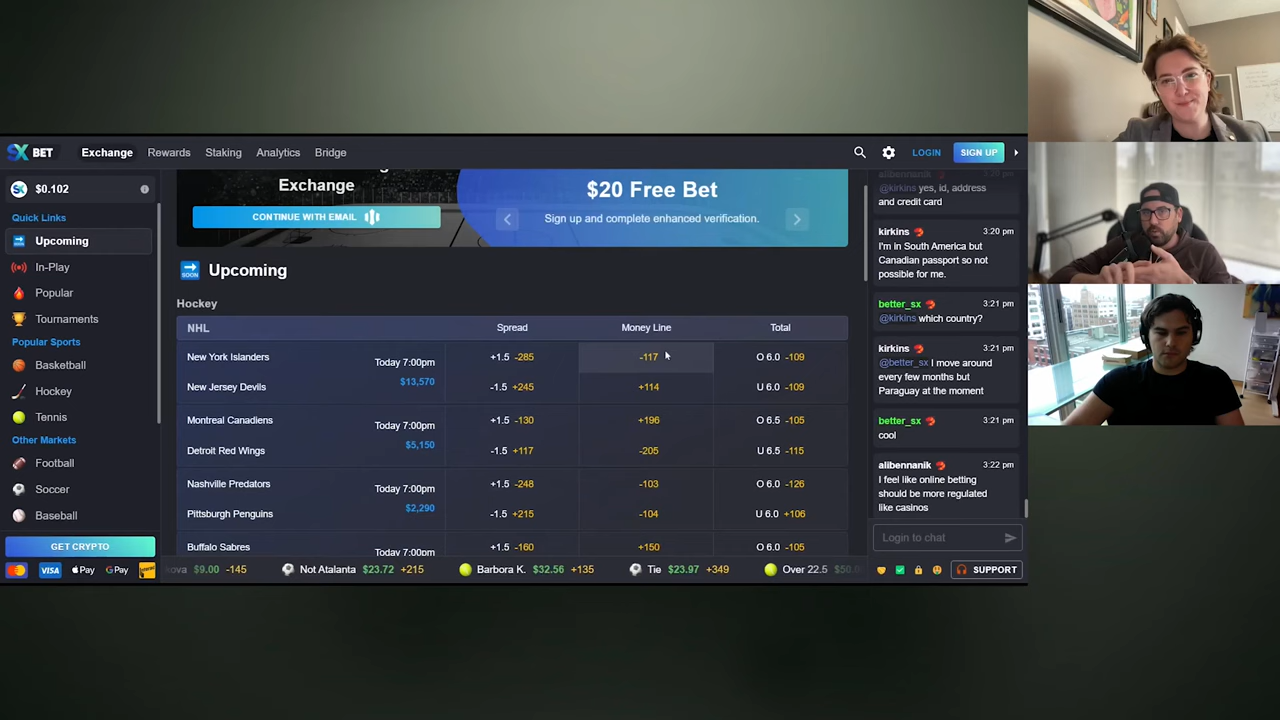 SX BET
Exchange
Rewards
Staking
Analytics
Bridge
LOGIN
SIGN UP
$0.102
Quick Links
Upcoming
In-Play
Popular
Tournaments
Popular Sports
Basketball
Hockey
Tennis
Other Markets
Football
Soccer
Baseball
GET CRYPTO
VISA
Pay
G Pay
Exchange
CONTINUE WITH EMAIL
$20 Free Bet
Sign up and complete enhanced verification.
SOON
Upcoming
Hockey
NHL Spread Money Line Total
New York Islanders +1.5 -285 -117 O 6.0 -109
Today 7:00pm
$13,570
New Jersey Devils -1.5 +245 +114 U 6.0 -109
Montreal Canadiens +1.5 -130 +196 O 6.5 -105
Today 7:00pm
$5,150
Detroit Red Wings -1.5 +117 -205 U 6.5 -115
Nashville Predators +1.5 -248 -103 O 6.0 -126
Today 7:00pm
$2,290
Pittsburgh Penguins -1.5 +215 -104 U 6.0 +106
Buffalo Sabres +1.5 -160 +150 O 6.0 -105
Today 7:00pm
$9.00 -145
Not Atalanta $23.72 +215
Barbora K. $32.56 +135
Tie $23.97 +349
Over 22.5
alibennanik 3:20 pm
@kirkins yes, id, address
and credit card
kirkins 3:20 pm
I'm in South America but
Canadian passport so not
possible for me.
better_sx 3:21 pm
@kirkins which country?
kirkins 3:21 pm
@better_sx I move around
every few months but
Paraguay at the moment
better_sx 3:21 pm
cool
alibennanik 3:22 pm
I feel like online betting
should be more regulated
like casinos
Login to chat
SUPPORT